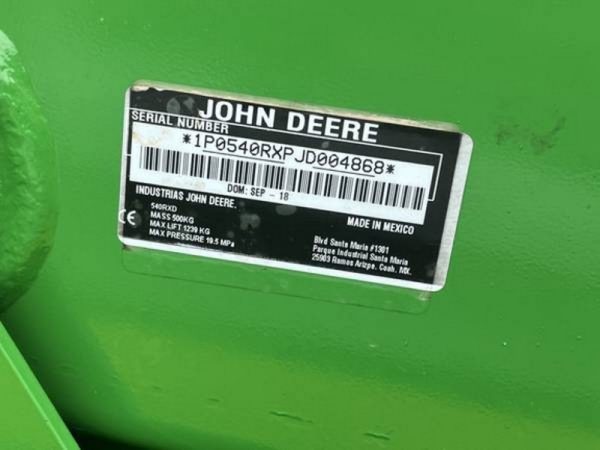 JOHN DEERE
SERIAL NUMBER
*1P0540RXPJD004868*
DOM: SEP - 18
INDUSTRIAS JOHN DEERE.
MADE IN MEXICO
540RXD
MASS 500KG
MAX LIFT 1239 KG
MAX PRESSURE 19.5 MPa
CE
Blvd Santa Maria #1301
Parque Industrial Santa Maria
25903 Ramos Arizpe. Coah. MX.